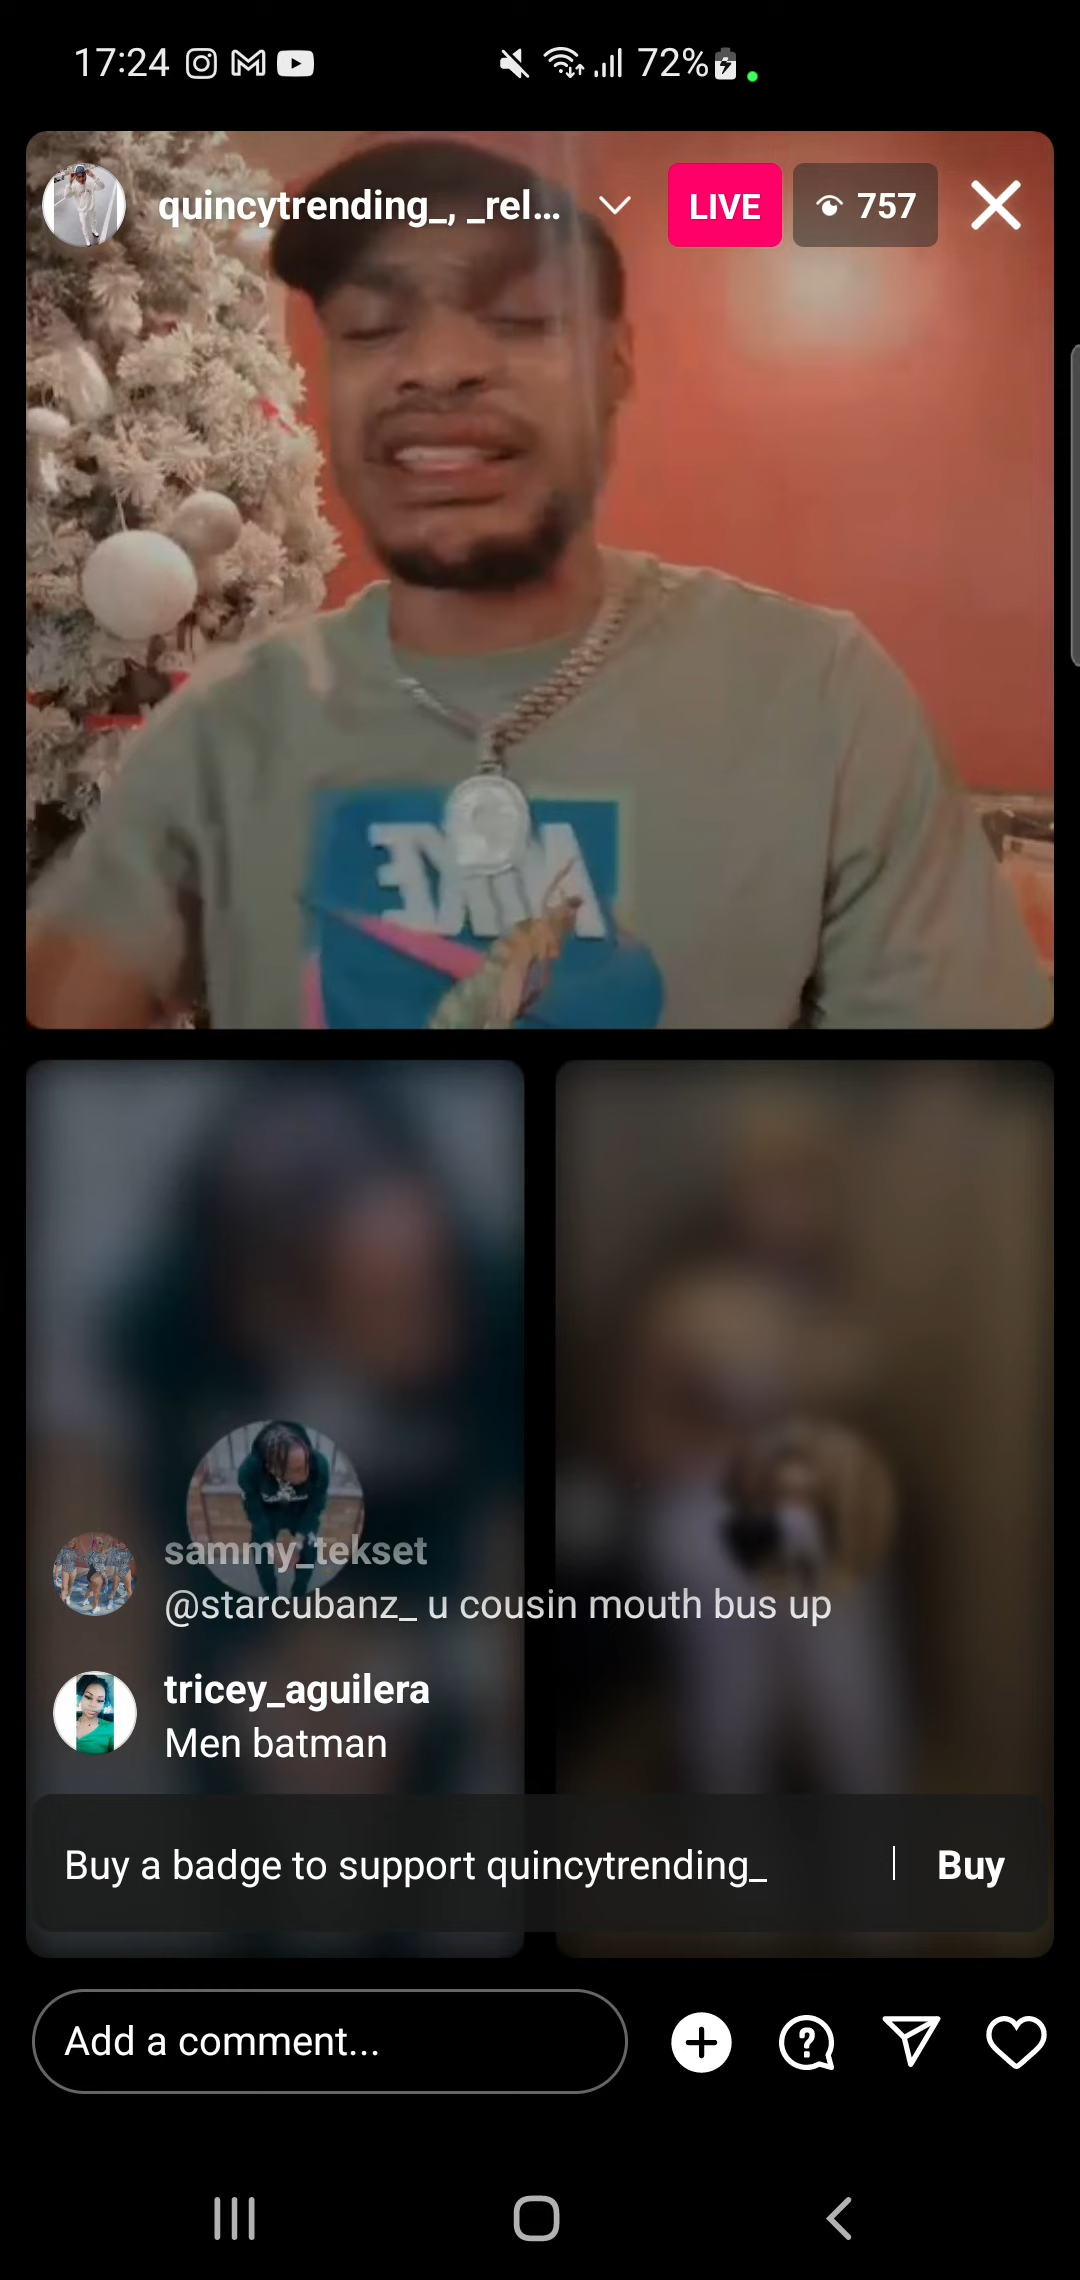 17:24
72%
quincytrending_, _rel...
LIVE
757
NIKE
sammy_tekset
@starcubanz_ u cousin mouth bus up
tricey_aguilera
Men batman
Buy a badge to support quincytrending_ | Buy
Add a comment...